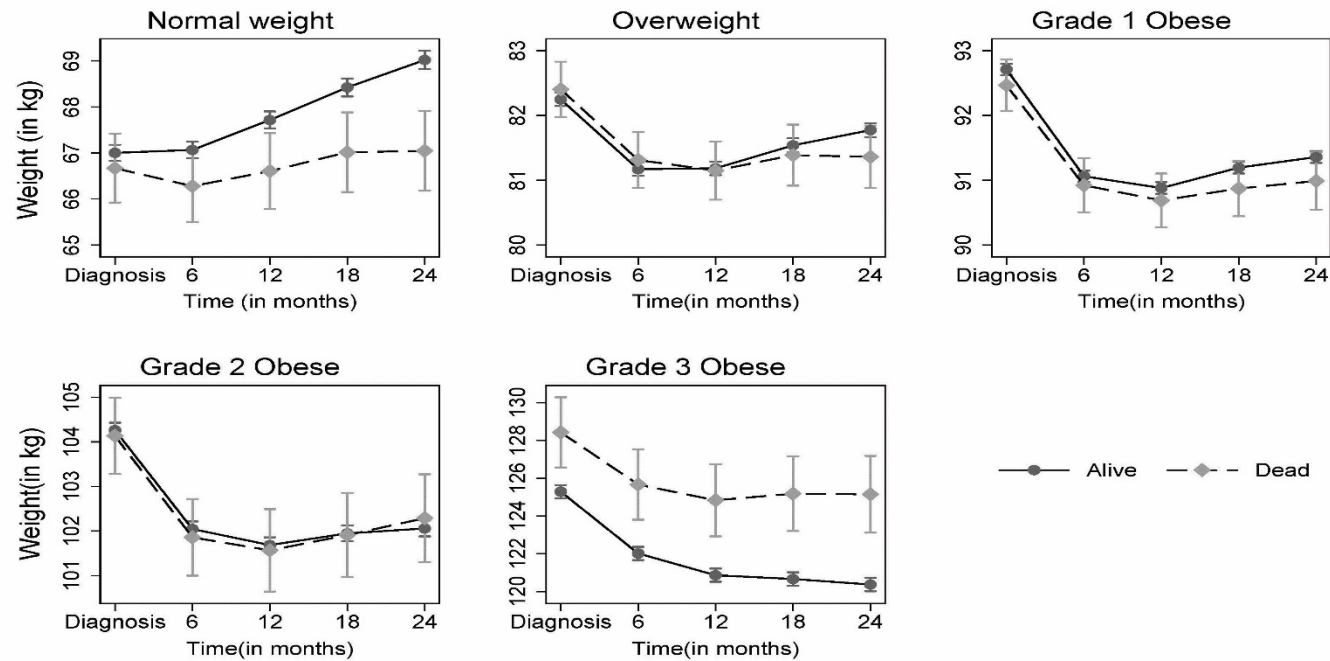 Normal weight
Overweight
Grade 1 Obese
Weight (in kg)
69
68
67
66
65
Diagnosis 6 12 18 24
Time (in months)
83
82
81
80
Diagnosis 6 12 18 24
Time(in months)
93
92
91
90
Diagnosis 6 12 18 24
Time(in months)
Grade 2 Obese
Grade 3 Obese
Weight(in kg)
105
104
103
102
101
Diagnosis 6 12 18 24
Time(in months)
130
128
126
124
122
120
Diagnosis 6 12 18 24
Time(in months)
Alive Dead